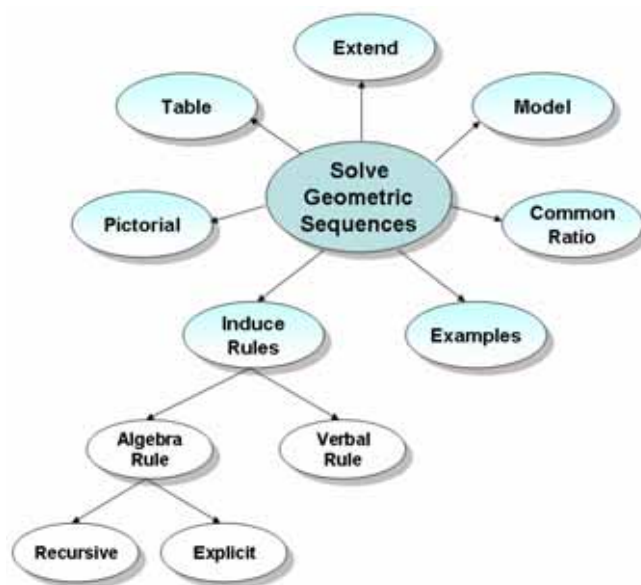 Extend
Table
Model
Solve
Geometric
Sequences
Pictorial
Common
Ratio
Induce
Rules
Examples
Algebra
Rule
Verbal
Rule
Recursive
Explicit